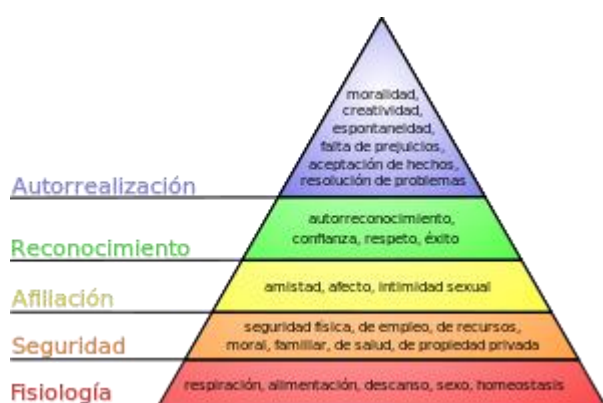 moralidad,
creatividad,
espontaneidad,
falta de prejuicios,
aceptación de hechos,
resolución de problemas
Autorrealización
autorreconocimiento,
confianza, respeto, éxito
Reconocimiento
amistad, afecto, intimidad sexual
Afiliación
seguridad física, de empleo, de recursos,
moral, familiar, de salud, de propiedad privada
Seguridad
respiración, alimentación, descanso, sexo, homeostasis
Fisiología